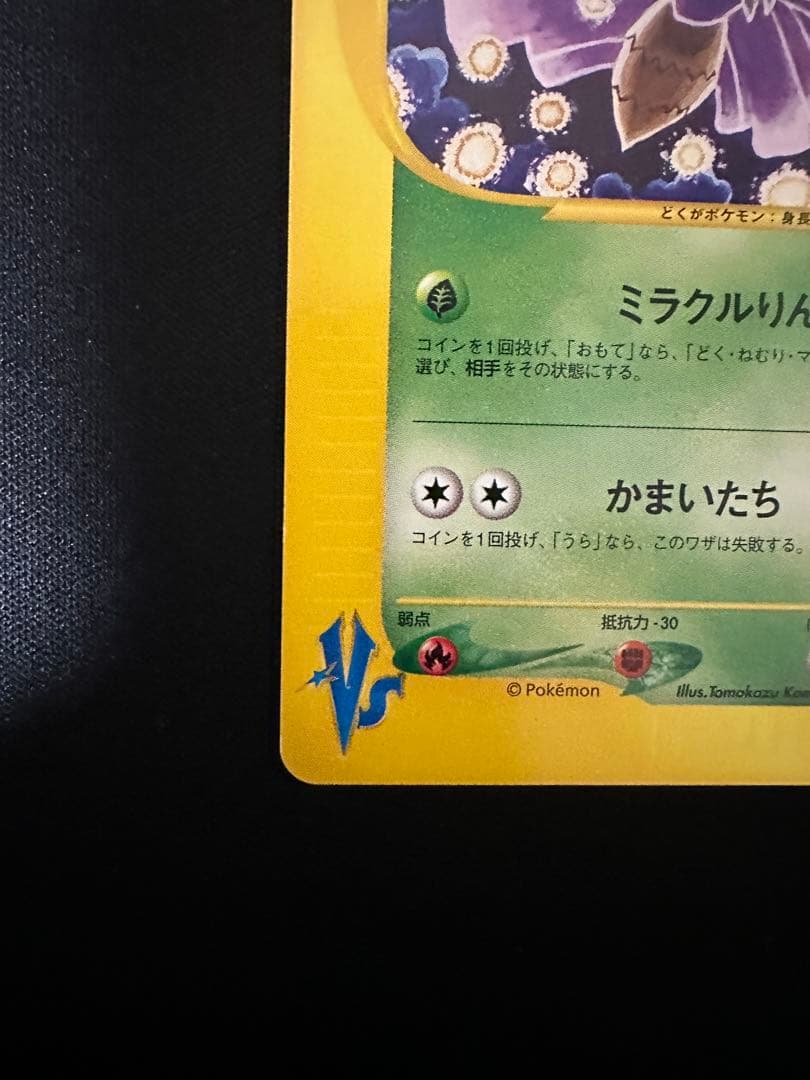 どくがポケモン：身長
ミラクルりん
コインを1回投げ、「おもて」なら、「どく・ねむり・マ
選び、相手をその状態にする。
かまいたち
コインを1回投げ、「うら」なら、このワザは失敗する。
弱点
抵抗力 -30
© Pokémon
Illus. Tomokazu
VS